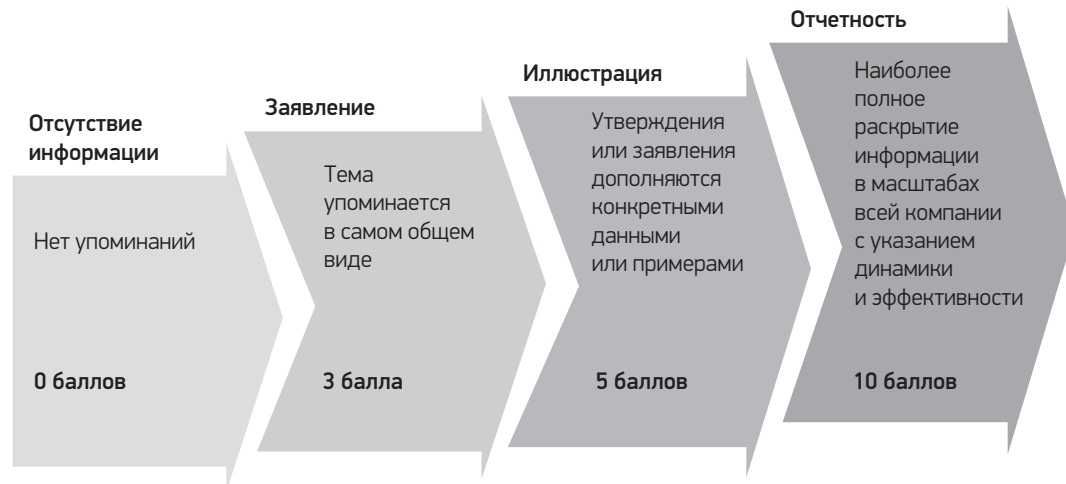 Отсутствие
информации
Нет упоминаний
0 баллов
Заявление
Тема
упоминается
в самом общем
виде
3 балла
Иллюстрация
Утверждения
или заявления
дополняются
конкретными
данными
или примерами
5 баллов
Отчетность
Наиболее
полное
раскрытие
информации
в масштабах
всей компании
с указанием
динамики
и эффективности
10 баллов